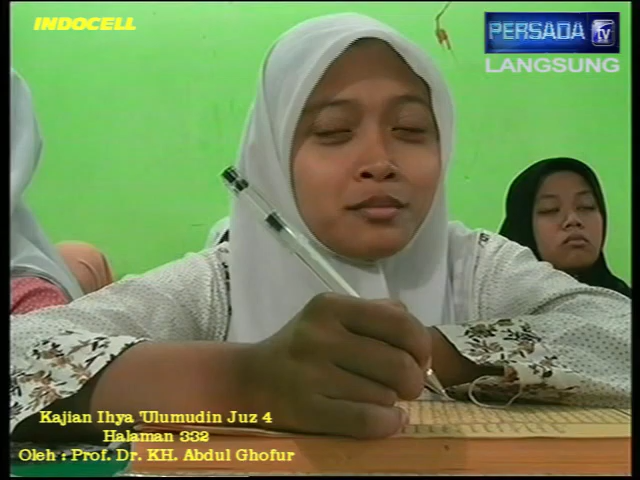 INDOCELL
PERSADA tv
LANGSUNG
Kajian Ihya 'Ulumudin Juz 4
Halaman 332
Oleh : Prof. Dr. KH. Abdul Ghofur